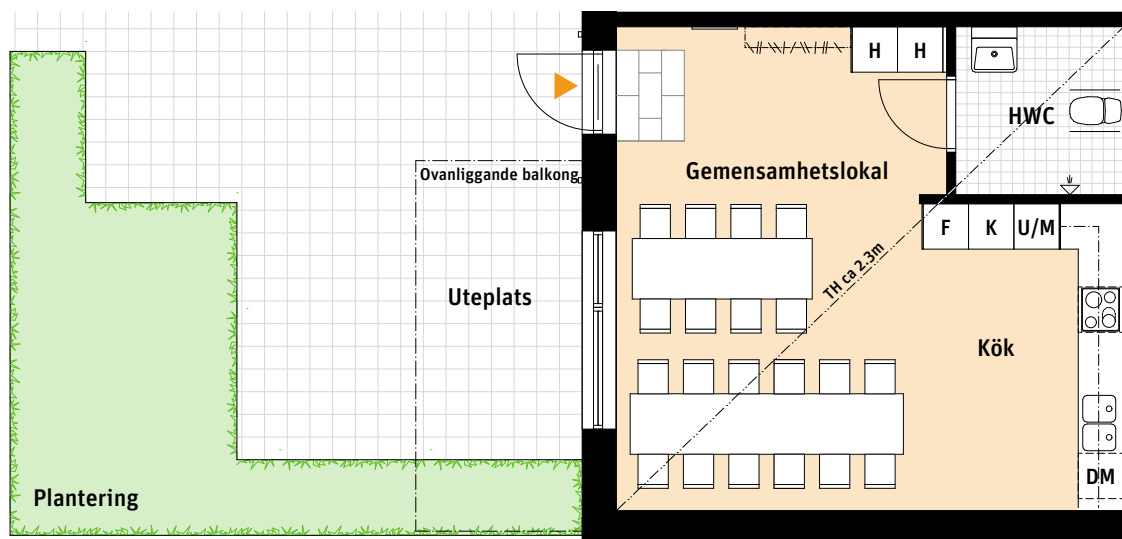 H H
HWC
Ovanliggande balkong
Gemensamhetslokal
F K U/M
TH ca 2.3m
Uteplats
Kök
DM
Plantering